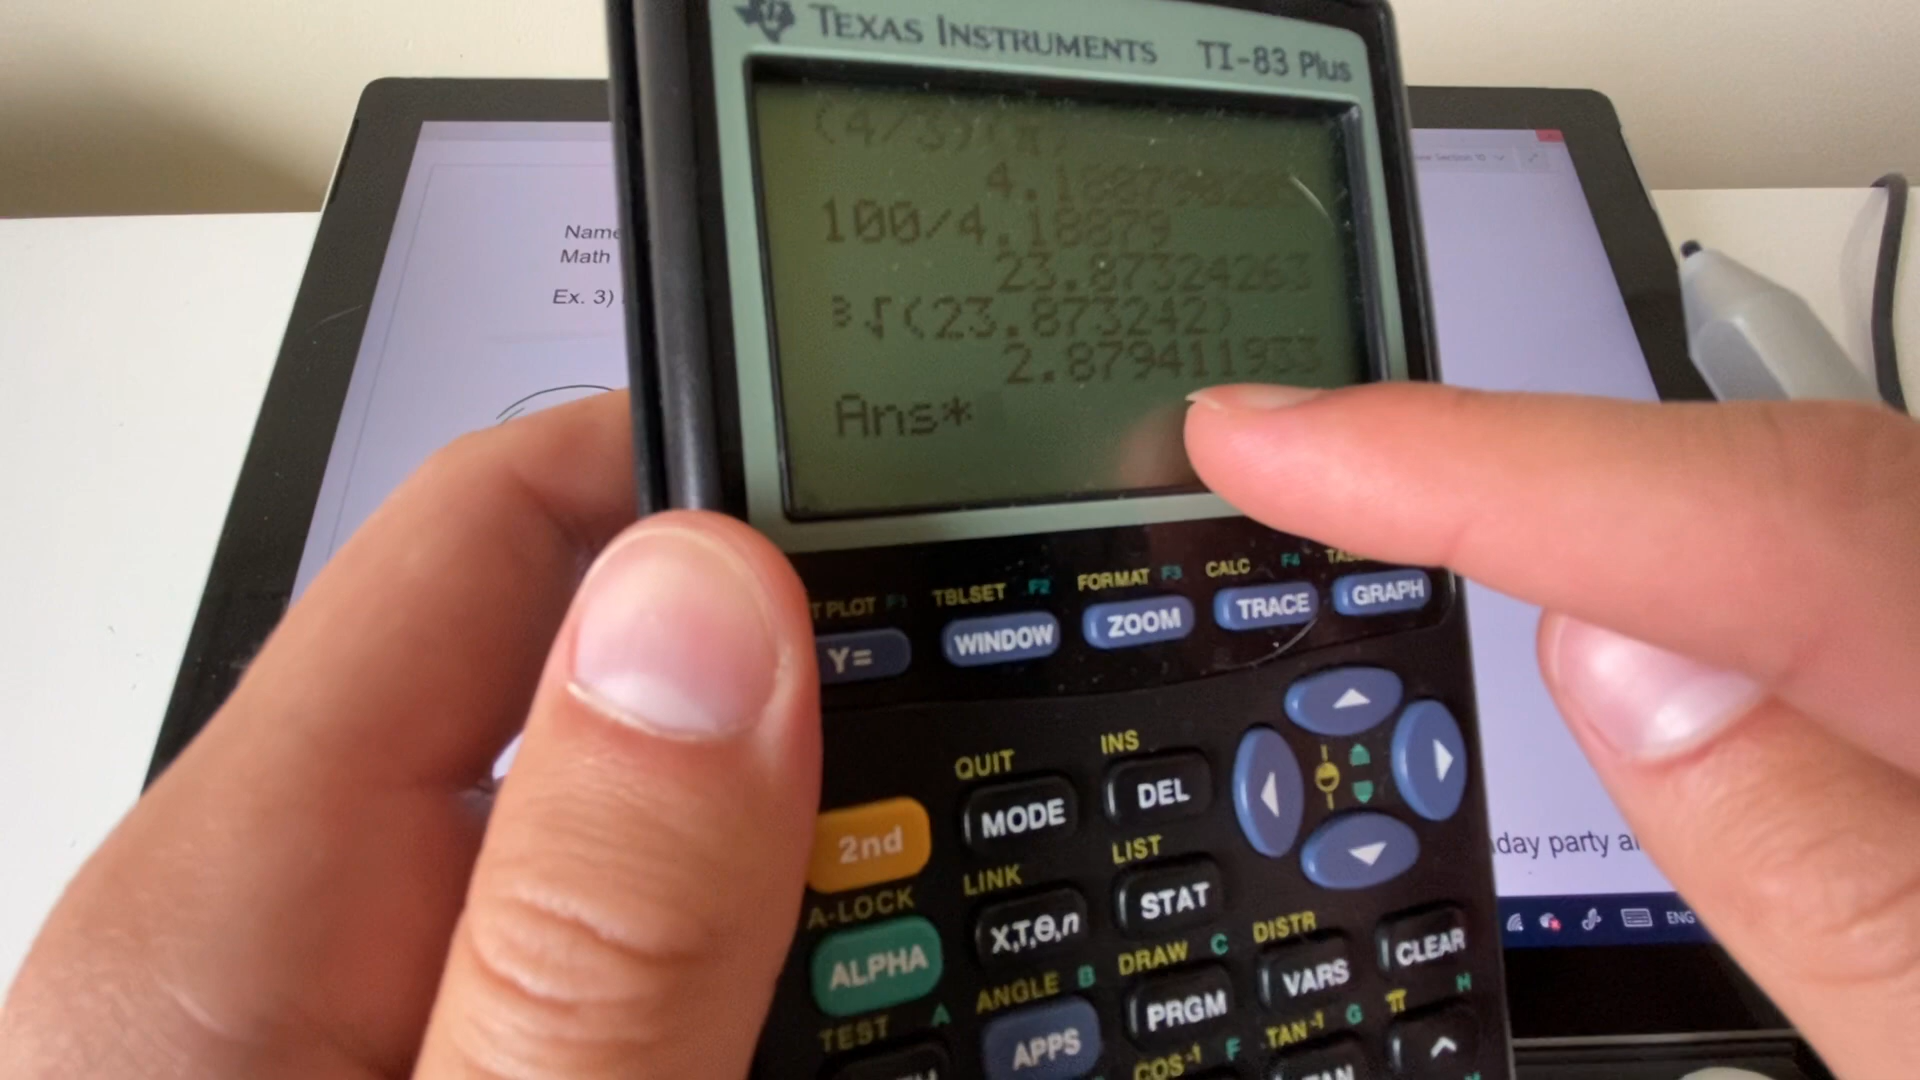 TEXAS INSTRUMENTS TI-83 Plus
(4/3)(π)
4.188790205
100/4.18879
23.87324263
³√(23.873242)
2.879411933
Ans*
Name
Math
Ex. 3)
day party
ENG
PLOT F1 TBLSET F2 FORMAT F3 CALC F4
Y= WINDOW ZOOM TRACE GRAPH
QUIT INS
2nd MODE DEL
A-LOCK LINK LIST
ALPHA X,T,θ,n STAT
TEST A ANGLE B DRAW C DISTR
APPS PRGM VARS CLEAR
COS⁻¹ F TAN⁻¹ G π H
^